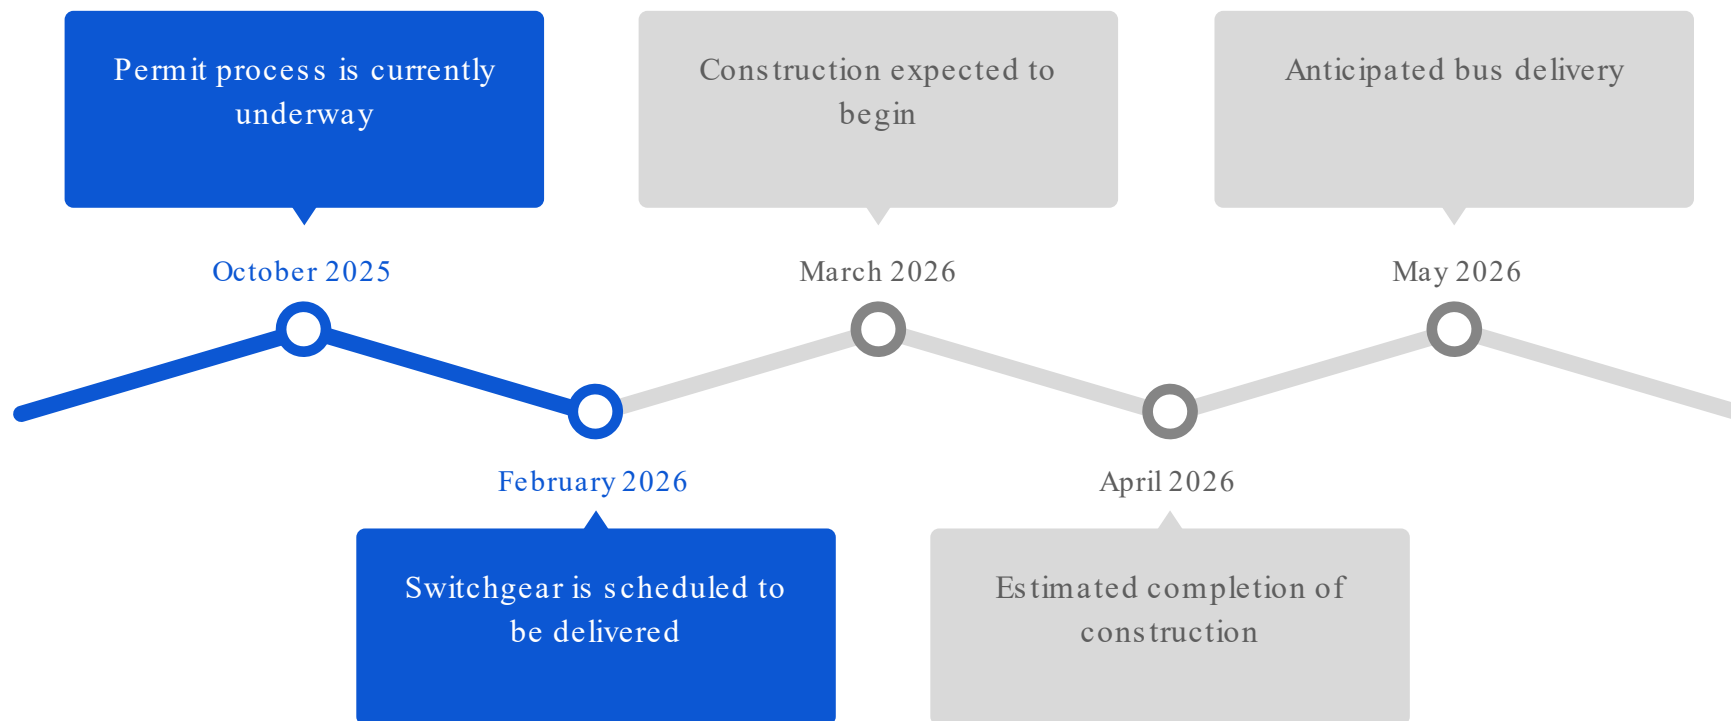 Permit process is currently
underway
Construction expected to
begin
Anticipated bus delivery
October 2025
March 2026
May 2026
February 2026
April 2026
Switchgear is scheduled to
be delivered
Estimated completion of
construction